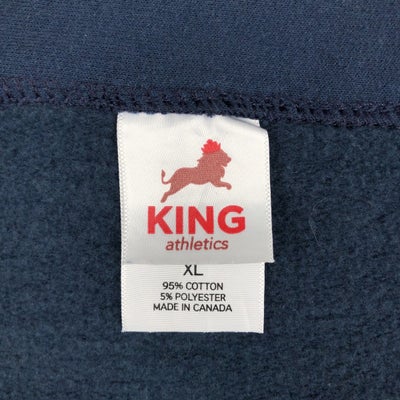 KING
athletics
XL
95% COTTON
5% POLYESTER
MADE IN CANADA